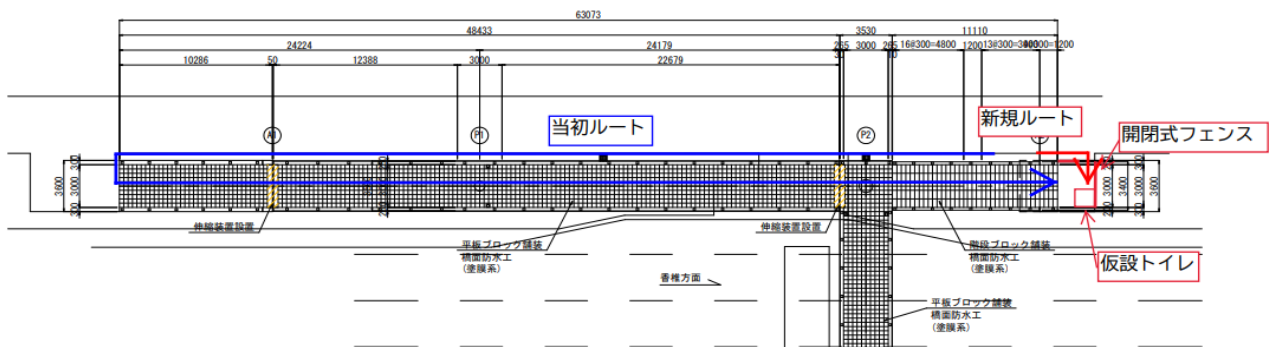 63073
48433
3530
11110
24224
24179
265
3000
265
16@300=4800
1200
10286
50
12388
3000
22679
当初ルート
新規ルート
開閉式フェンス
A1
P1
P2
300
3000
300
3600
3000
3400
3600
伸縮装置設置
平板ブロック舗装
橋面防水工
(塗膜系)
伸縮装置設置
階段ブロック舗装
橋面防水工
(塗膜系)
仮設トイレ
香椎方面
平板ブロック舗装
橋面防水工
(塗膜系)